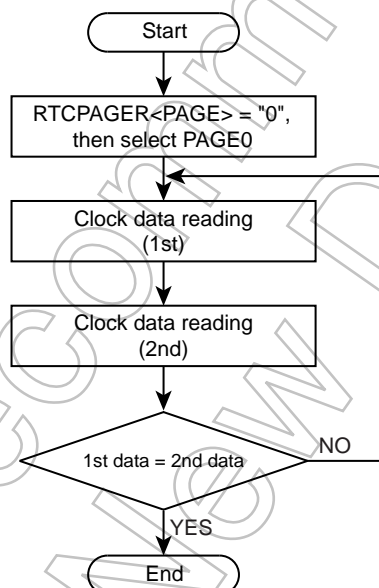 Start
RTCPAGER<PAGE> = "0",
then select PAGE0
Clock data reading
(1st)
Clock data reading
(2nd)
1st data = 2nd data
NO
YES
End